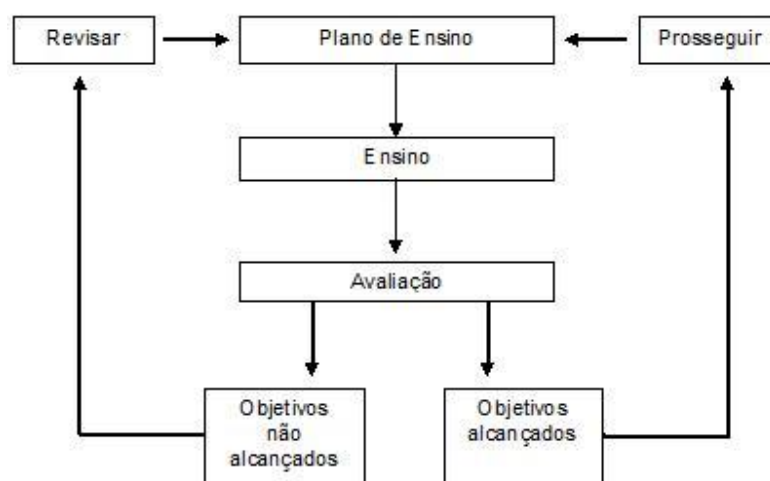 Revisar
Plano de Ensino
Prosseguir
Ensino
Avaliação
Objetivos
não
alcançados
Objetivos
alcançados